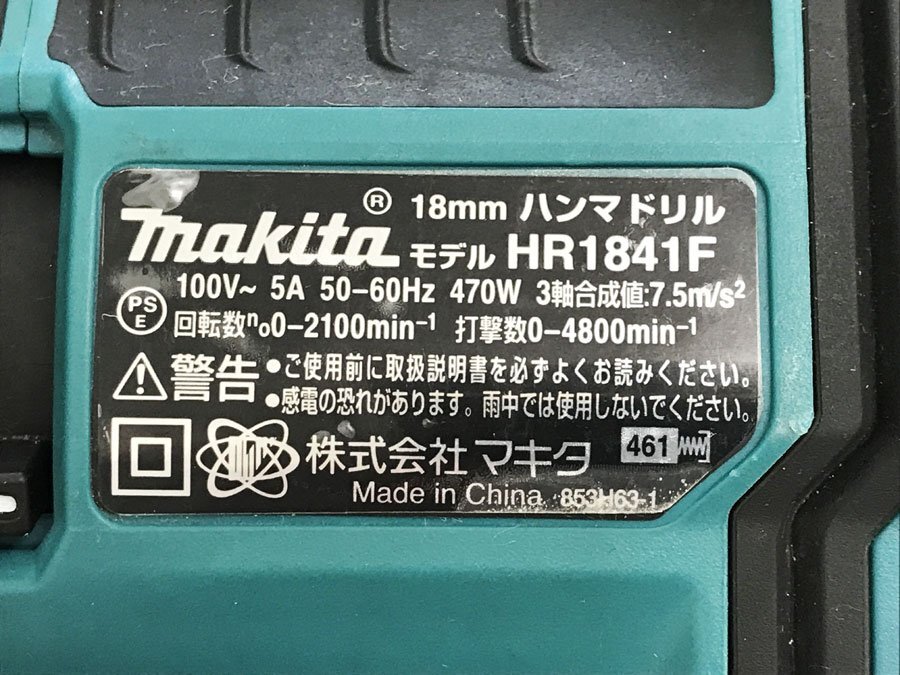 makita® 18mm ハンマドリル
モデル HR1841F
100V~ 5A 50-60Hz 470W 3軸合成値:7.5m/s²
PS
E
回転数n₀0-2100min⁻¹ 打撃数0-4800min⁻¹
警告 ●ご使用前に取扱説明書を必ずよくお読みください。
●感電の恐れがあります。雨中では使用しないでください。
株式会社 マキタ 461
Made in China 853H63-1